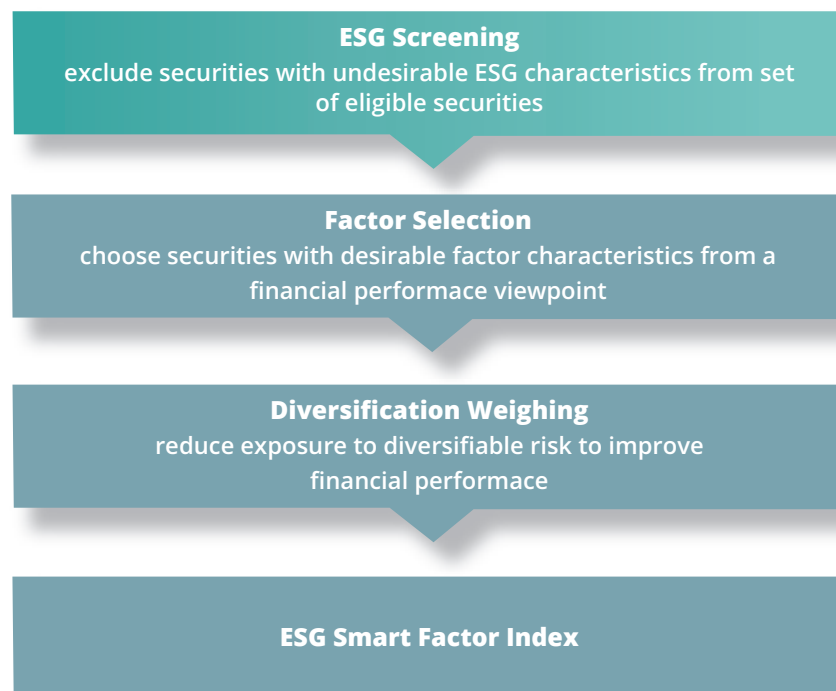 ESG Screening
exclude securities with undesirable ESG characteristics from set
of eligible securities
Factor Selection
choose securities with desirable factor characteristics from a
financial performace viewpoint
Diversification Weighing
reduce exposure to diversifiable risk to improve
financial performace
ESG Smart Factor Index